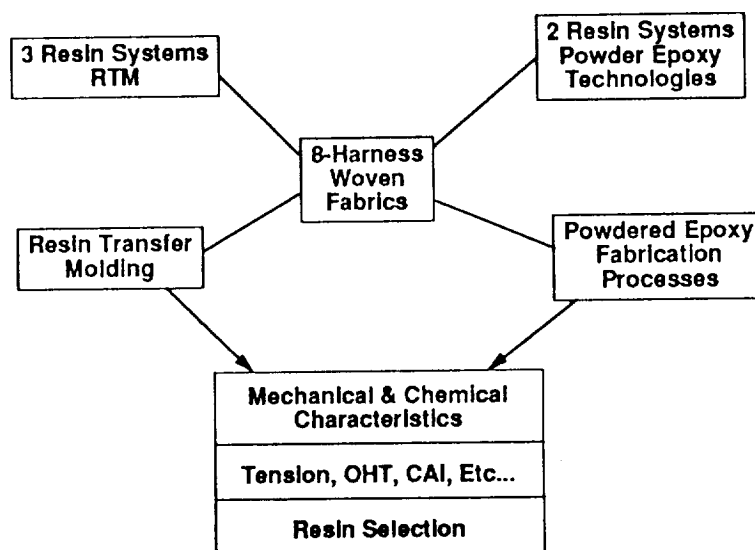 3 Resin Systems
RTM
2 Resin Systems
Powder Epoxy
Technologies
8-Harness
Woven
Fabrics
Resin Transfer
Molding
Powdered Epoxy
Fabrication
Processes
Mechanical & Chemical
Characteristics
Tension, OHT, CAI, Etc...
Resin Selection